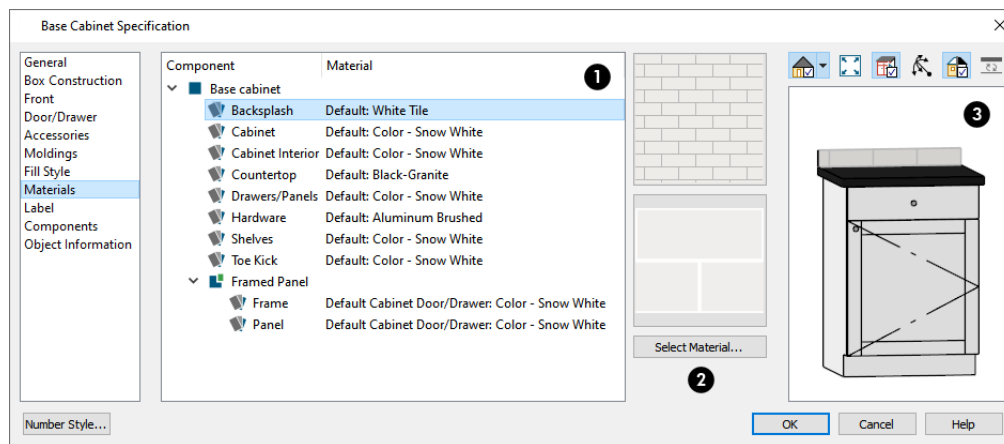 Base Cabinet Specification
General
Box Construction
Front
Door/Drawer
Accessories
Moldings
Fill Style
Materials
Label
Components
Object Information
Component Material
1
Base cabinet
Backsplash Default: White Tile
Cabinet Default: Color - Snow White
Cabinet Interior Default: Color - Snow White
Countertop Default: Black-Granite
Drawers/Panels Default: Color - Snow White
Hardware Default: Aluminum Brushed
Shelves Default: Color - Snow White
Toe Kick Default: Color - Snow White
Framed Panel
Frame Default Cabinet Door/Drawer: Color - Snow White
Panel Default Cabinet Door/Drawer: Color - Snow White
Select Material...
2
3
Number Style...
OK Cancel Help